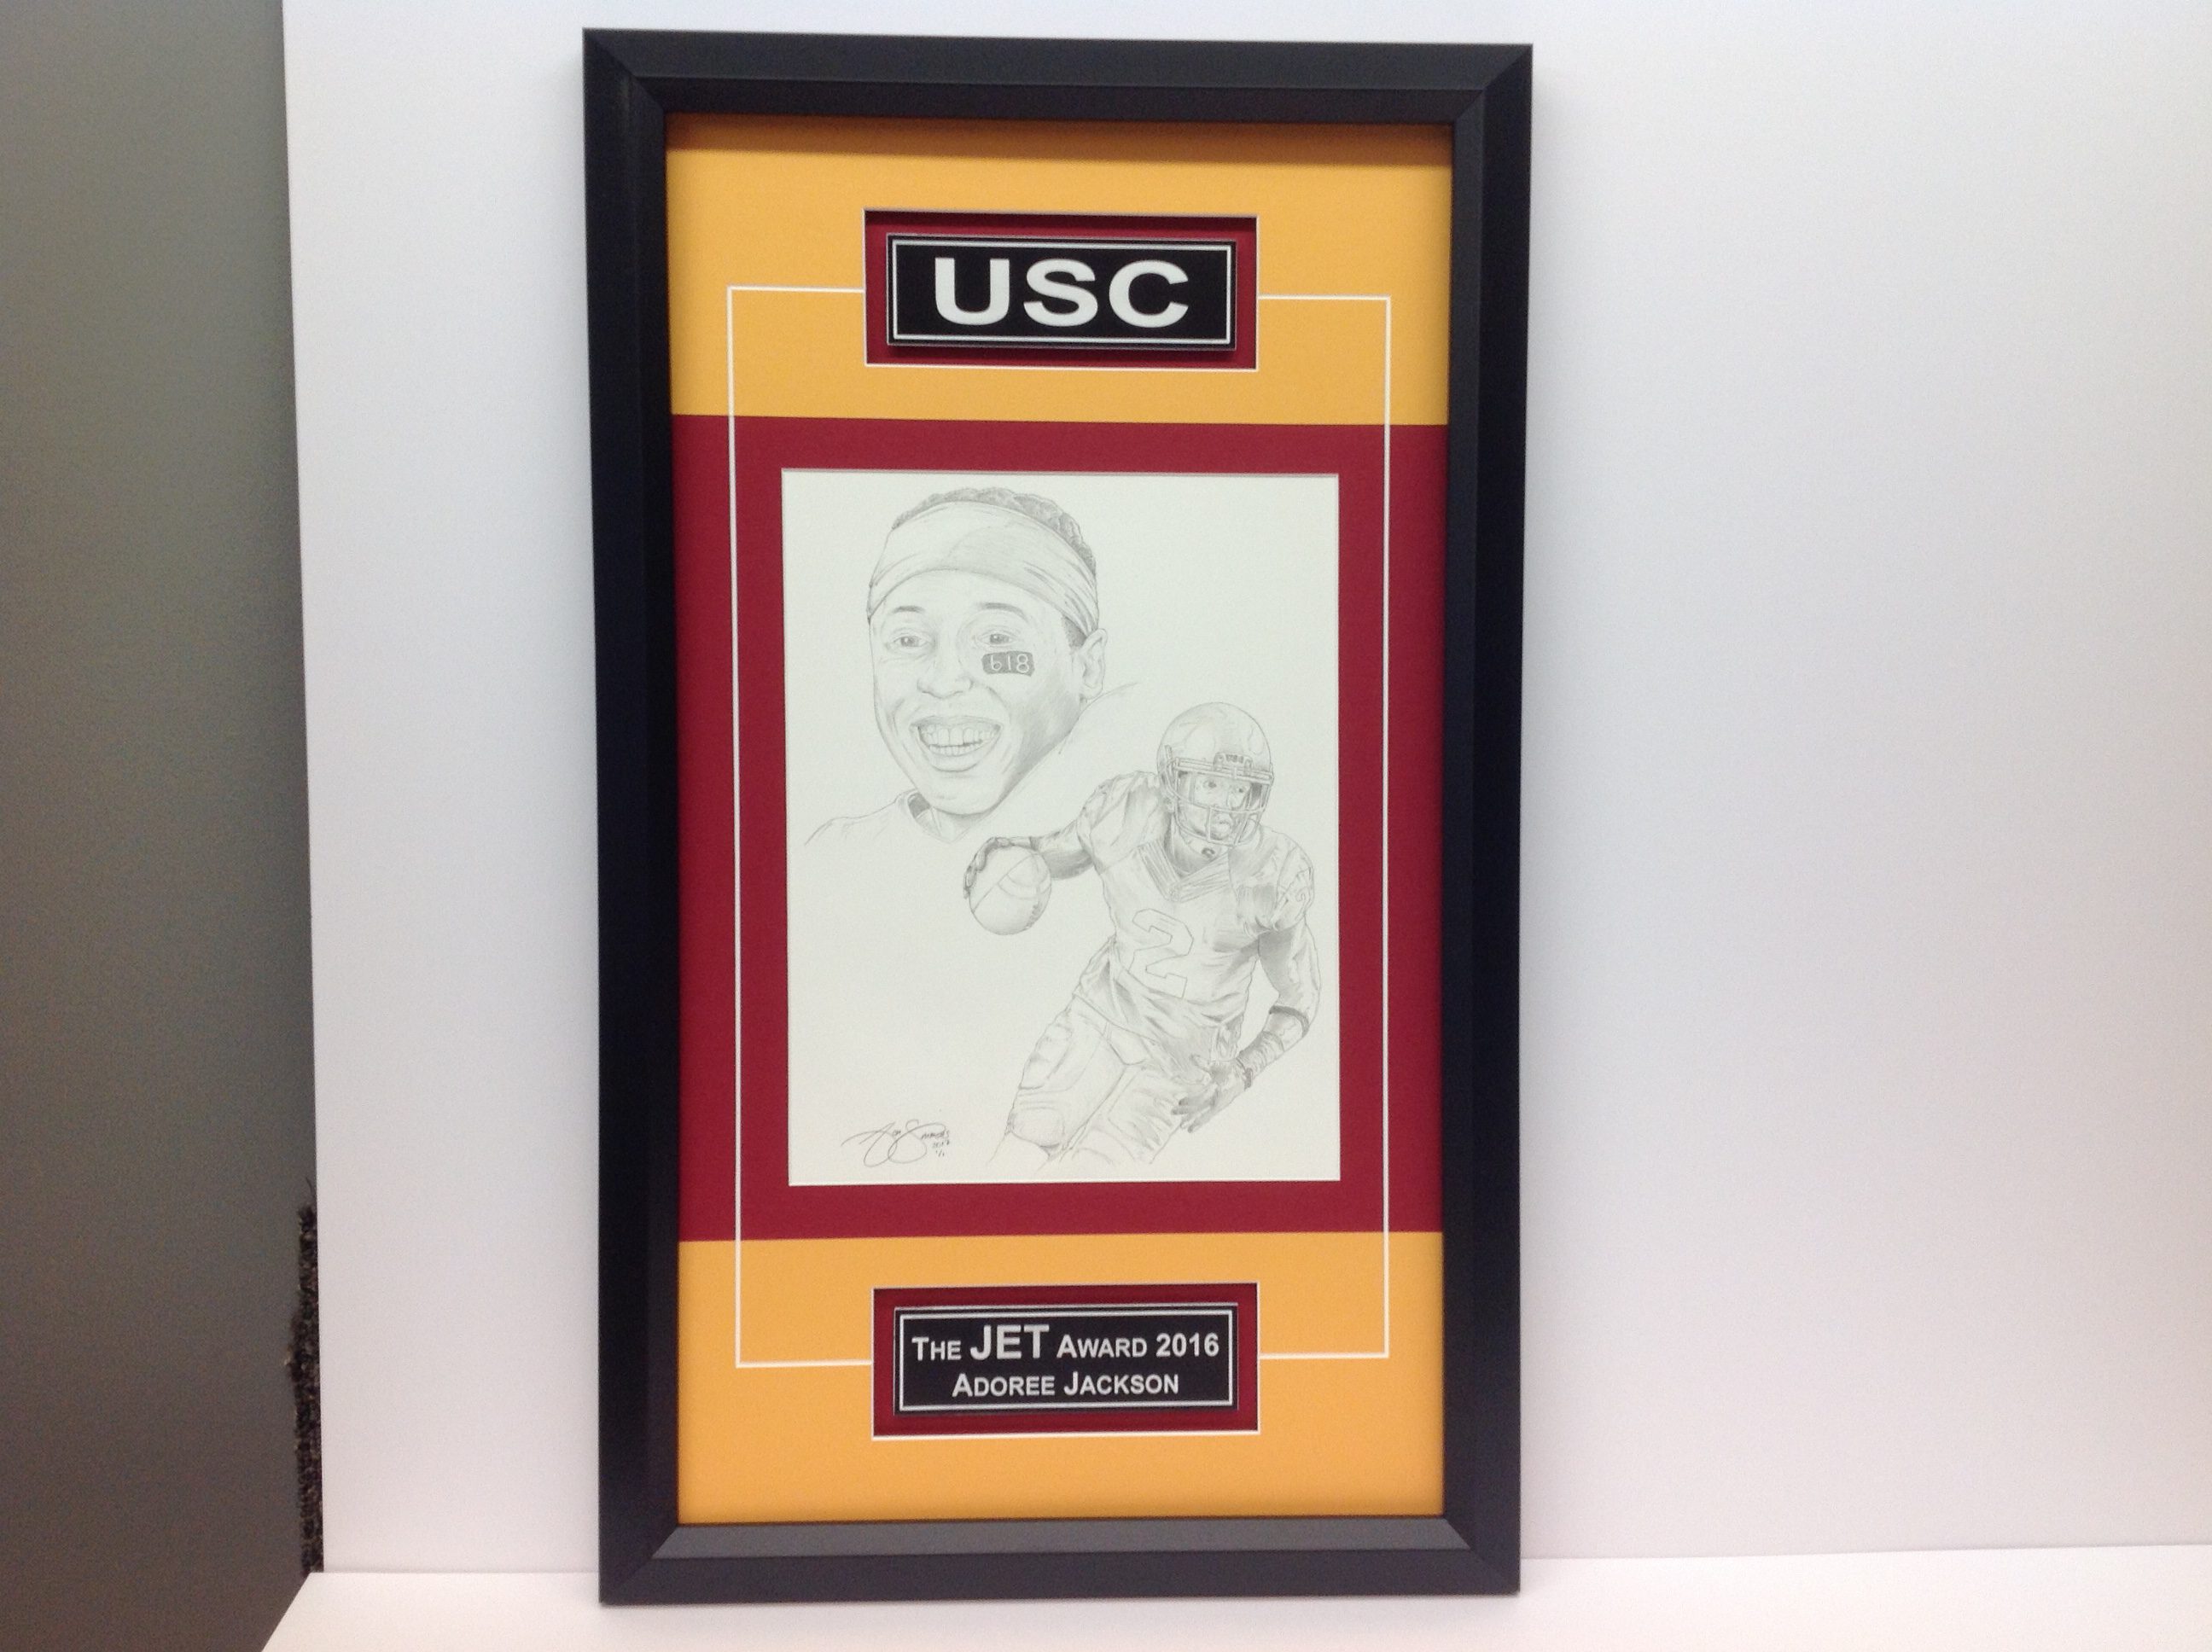 USC
618
2
THE JET AWARD 2016
ADOREE JACKSON